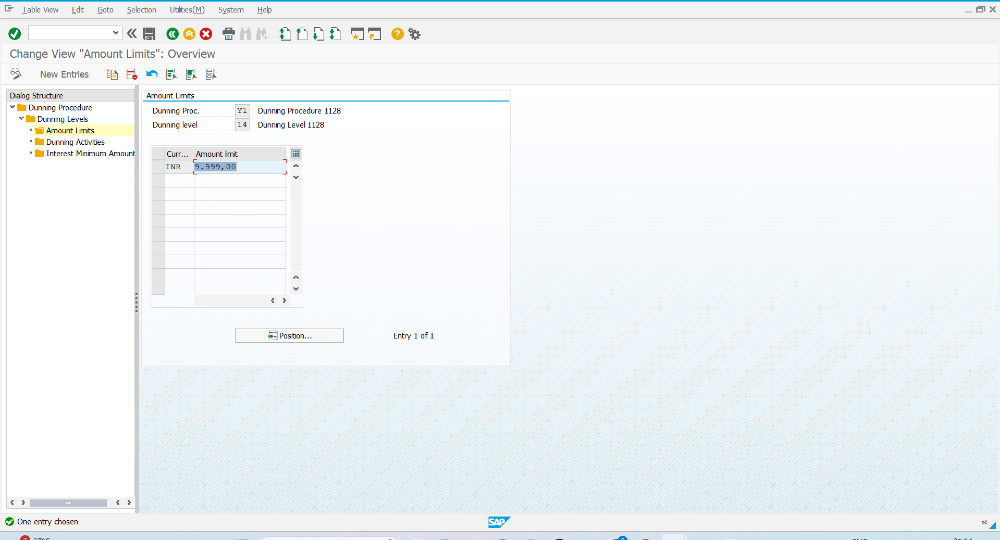 Table View Edit Goto Selection Utilities(M) System Help
Change View "Amount Limits": Overview
New Entries
Dialog Structure
Dunning Procedure
Dunning Levels
Amount Limits
Dunning Activities
Interest Minimum Amount
Amount Limits
Dunning Proc. Y1 Dunning Procedure 1128
Dunning level 14 Dunning Level 1128
Curr... Amount limit
INR 9.999,00
Position... Entry 1 of 1
One entry chosen
SAP